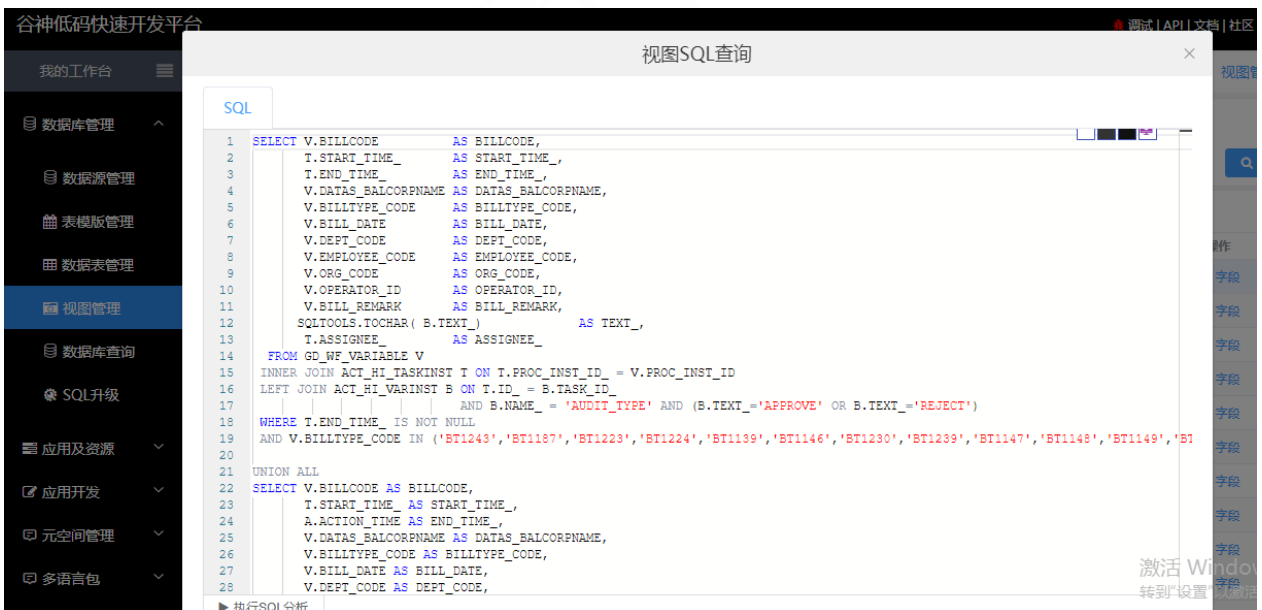 谷神低码快速开发平台
调试 | API | 文档 | 社区
视图SQL查询
×
我的工作台
数据库管理
数据源管理
表模版管理
数据表管理
视图管理
数据库查询
SQL升级
应用及资源
应用开发
元空间管理
多语言包
SQL
1 SELECT V.BILLCODE AS BILLCODE,
2 T.START_TIME_ AS START_TIME_,
3 T.END_TIME_ AS END_TIME_,
4 V.DATAS_BALCORPNAME AS DATAS_BALCORPNAME,
5 V.BILLTYPE_CODE AS BILLTYPE_CODE,
6 V.BILL_DATE AS BILL_DATE,
7 V.DEPT_CODE AS DEPT_CODE,
8 V.EMPLOYEE_CODE AS EMPLOYEE_CODE,
9 V.ORG_CODE AS ORG_CODE,
10 V.OPERATOR_ID AS OPERATOR_ID,
11 V.BILL_REMARK AS BILL_REMARK,
12 SQLTOOLS.TOCHAR( B.TEXT_) AS TEXT_,
13 T.ASSIGNEE_ AS ASSIGNEE_
14 FROM GD_WF_VARIABLE V
15 INNER JOIN ACT_HI_TASKINST T ON T.PROC_INST_ID_ = V.PROC_INST_ID
16 LEFT JOIN ACT_HI_VARINST B ON T.ID_ = B.TASK_ID_
17 AND B.NAME_ = 'AUDIT_TYPE' AND (B.TEXT_='APPROVE' OR B.TEXT_='REJECT')
18 WHERE T.END_TIME_ IS NOT NULL
19 AND V.BILLTYPE_CODE IN ('BT1243','BT1187','BT1223','BT1224','BT1139','BT1146','BT1230','BT1239','BT1147','BT1148','BT1149','BT
20
21 UNION ALL
22 SELECT V.BILLCODE AS BILLCODE,
23 T.START_TIME_ AS START_TIME_,
24 A.ACTION_TIME AS END_TIME_,
25 V.DATAS_BALCORPNAME AS DATAS_BALCORPNAME,
26 V.BILLTYPE_CODE AS BILLTYPE_CODE,
27 V.BILL_DATE AS BILL_DATE,
28 V.DEPT_CODE AS DEPT_CODE,
执行SQL分析
视图
作
字段
字段
字段
字段
字段
字段
字段
字段
字段
字段
激活 Window
转到"设置"以激活